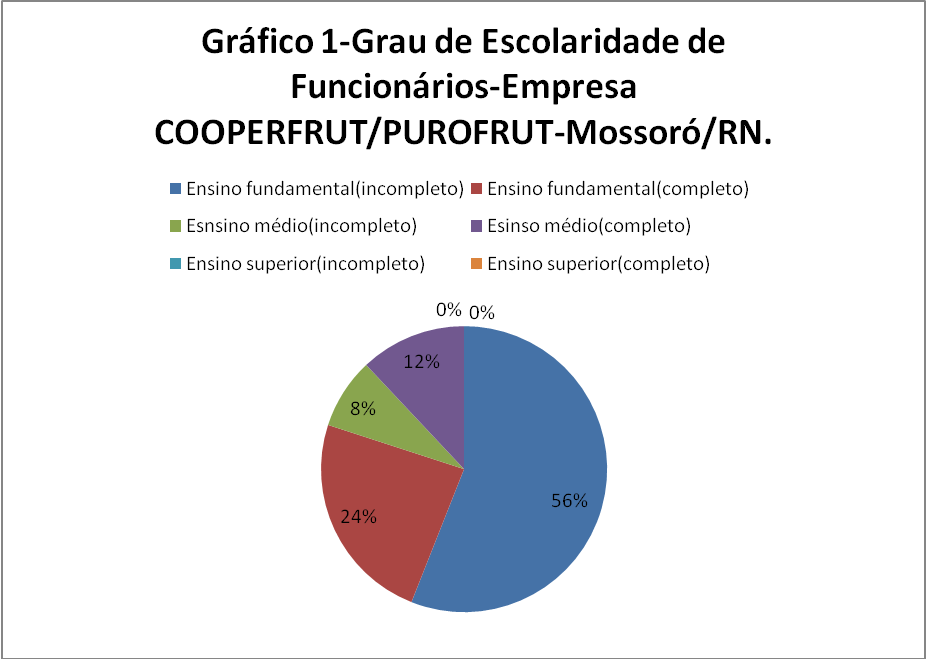 Gráfico 1-Grau de Escolaridade de
Funcionários-Empresa
COOPERFRUT/PUROFRUT-Mossoró/RN.
Ensino fundamental(incompleto) Ensino fundamental(completo)
Esnsino médio(incompleto) Esinso médio(completo)
Ensino superior(incompleto) Ensino superior(completo)
0% 0%
12%
8%
56%
24%